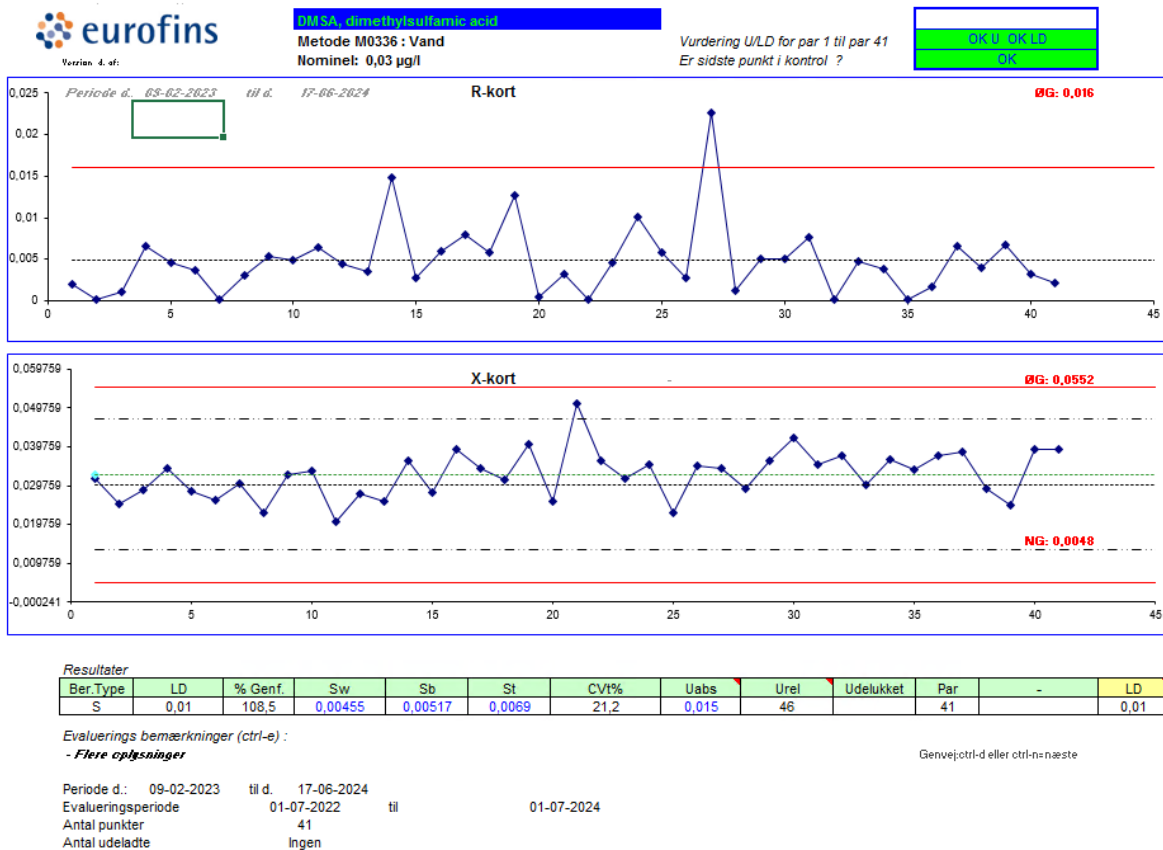 eurofins
Version d. af:
DMSA, dimethylsulfamic acid
Metode M0336 : Vand
Nominel: 0,03 µg/l
Vurdering U/LD for par 1 til par 41
Er sidste punkt i kontrol ?
OK U OK LD
OK
Periode d.. 09-02-2023 til d. 17-06-2024
R-kort
ØG: 0,016
0,025
0,02
0,015
0,01
0,005
0
0 5 10 15 20 25 30 35 40 45
X-kort
-
ØG: 0,0552
NG: 0,0048
0,059759
0,049759
0,039759
0,029759
0,019759
0,009759
-0,000241
0 5 10 15 20 25 30 35 40 45
Resultater
Ber.Type LD % Genf. Sw Sb St CVt% Uabs Urel Udelukket Par - LD
S 0,01 108,5 0,00455 0,00517 0,0069 21,2 0,015 46 41 0,01
Evaluerings bemærkninger (ctrl-e) :
- Flere oplysninger
Genvej:ctrl-d eller ctrl-n=næste
Periode d.: 09-02-2023 til d. 17-06-2024
Evalueringsperiode 01-07-2022 til 01-07-2024
Antal punkter 41
Antal udeladte Ingen